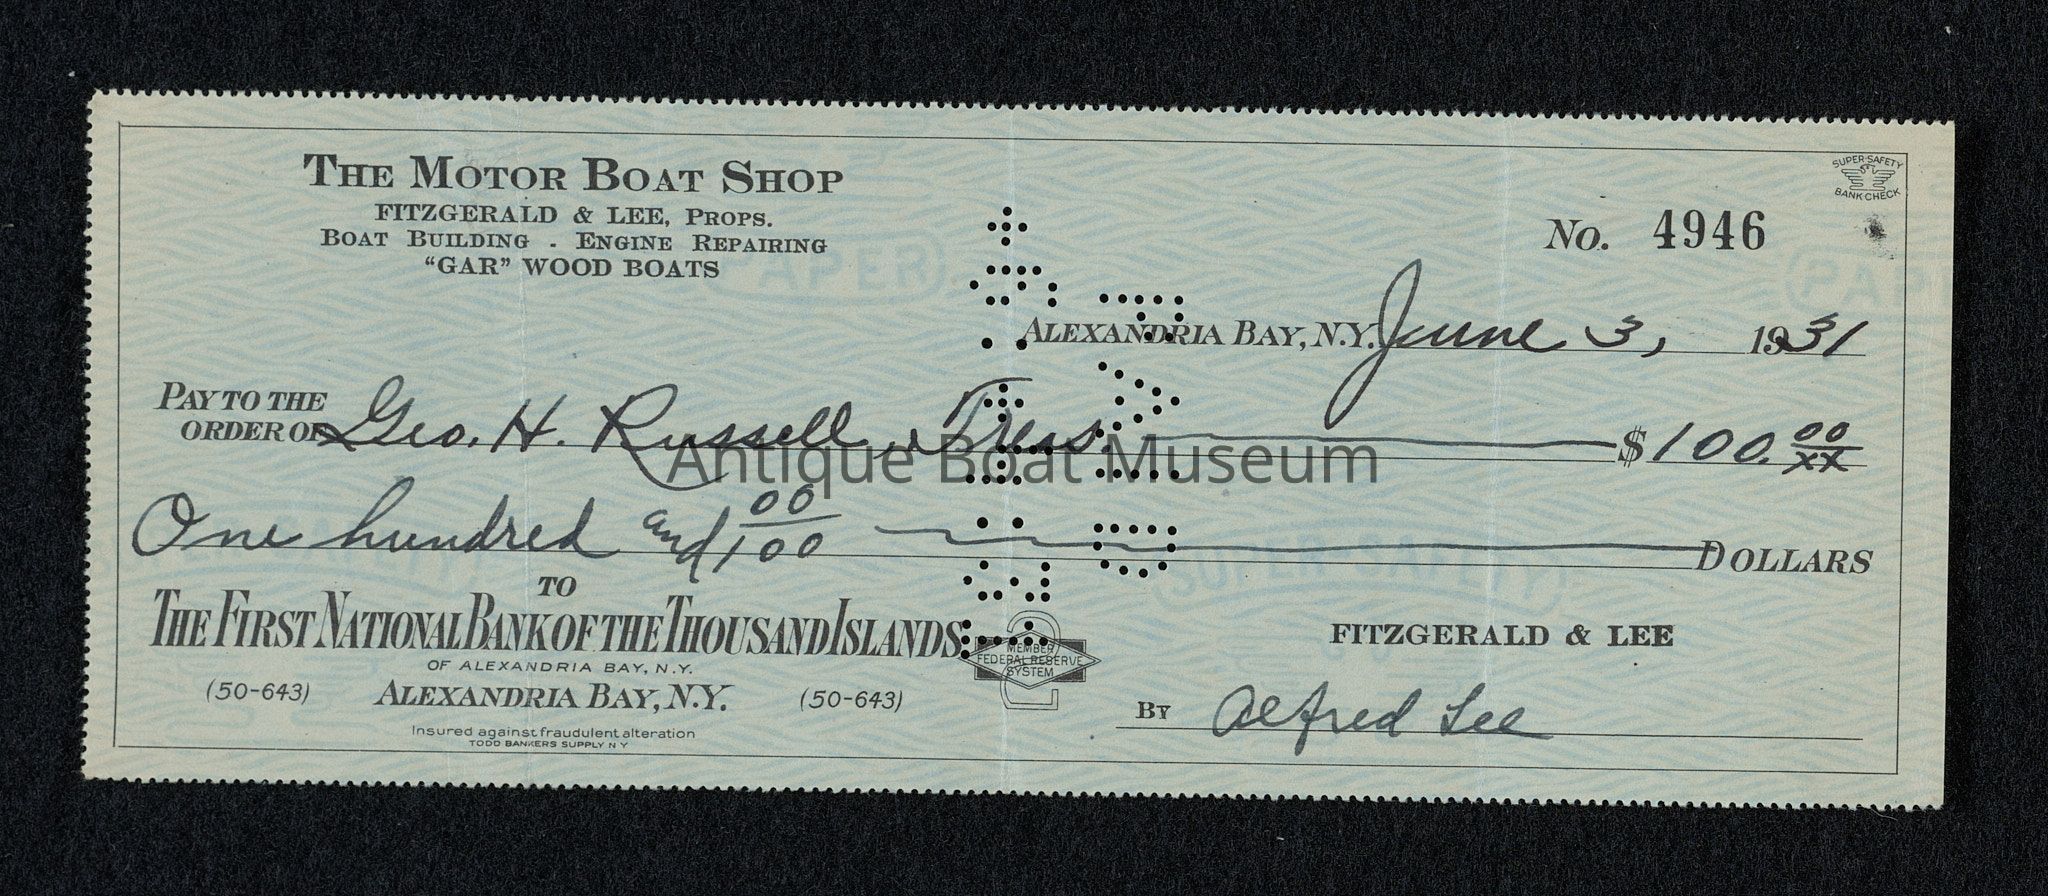 THE MOTOR BOAT SHOP
FITZGERALD & LEE, PROPS.
BOAT BUILDING . ENGINE REPAIRING
"GAR" WOOD BOATS
SUPER-SAFETY
BANK CHECK
No. 4946
PAPER
PAPE
ALEXANDRIA BAY, N.Y. June 3, 1931
PAY TO THE
ORDER OF Geo. H. Russell, Treas. $100. 00/XX
Antique Boat Museum
One hundred and 00/100 DOLLARS
SUPER SAFETY
TO
THE FIRST NATIONAL BANK OF THE THOUSAND ISLANDS
OF ALEXANDRIA BAY, N.Y.
(50-643) ALEXANDRIA BAY, N.Y. (50-643)
Insured against fraudulent alteration
TODD BANKERS SUPPLY N Y
MEMBER
FEDERAL RESERVE
SYSTEM
FITZGERALD & LEE
BY Alfred Lee